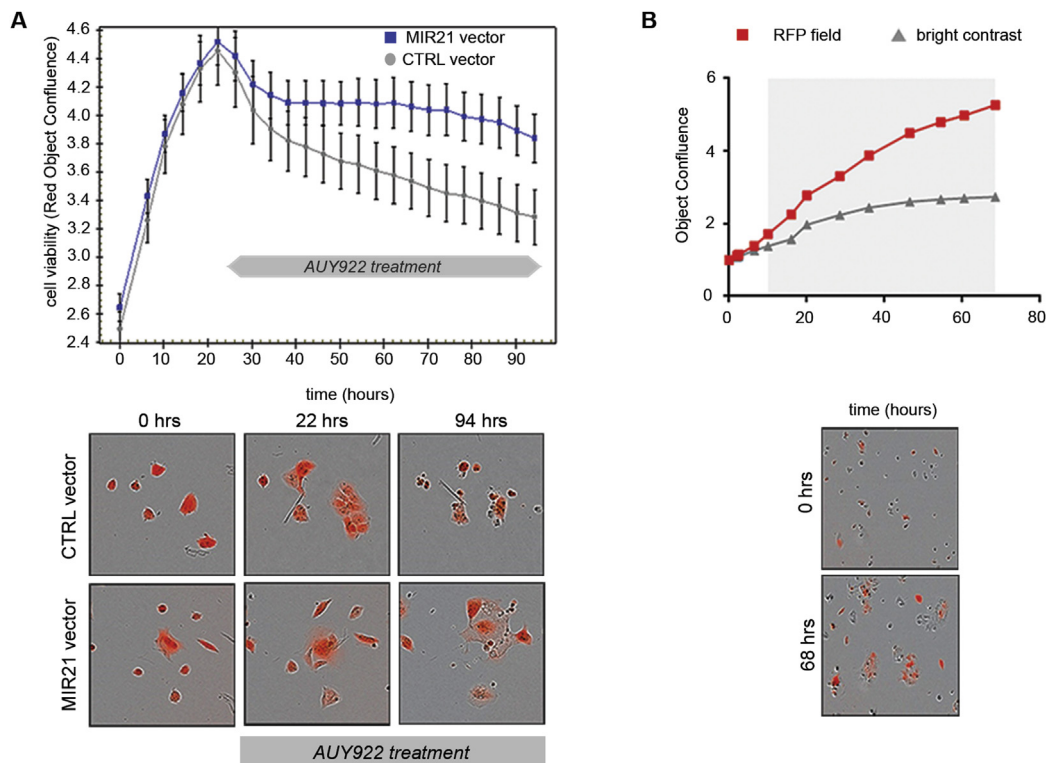 A
cell viability (Red Object Confluence)
4.6
4.4
4.2
4.0
3.8
3.6
3.4
3.2
3.0
2.8
2.6
2.4
MIR21 vector
CTRL vector
AUY922 treatment
0 10 20 30 40 50 60 70 80 90
time (hours)
0 hrs 22 hrs 94 hrs
CTRL vector
MIR21 vector
AUY922 treatment
B
RFP field bright contrast
Object Confluence
6
4
2
0
0 20 40 60 80
time (hours)
0 hrs
68 hrs